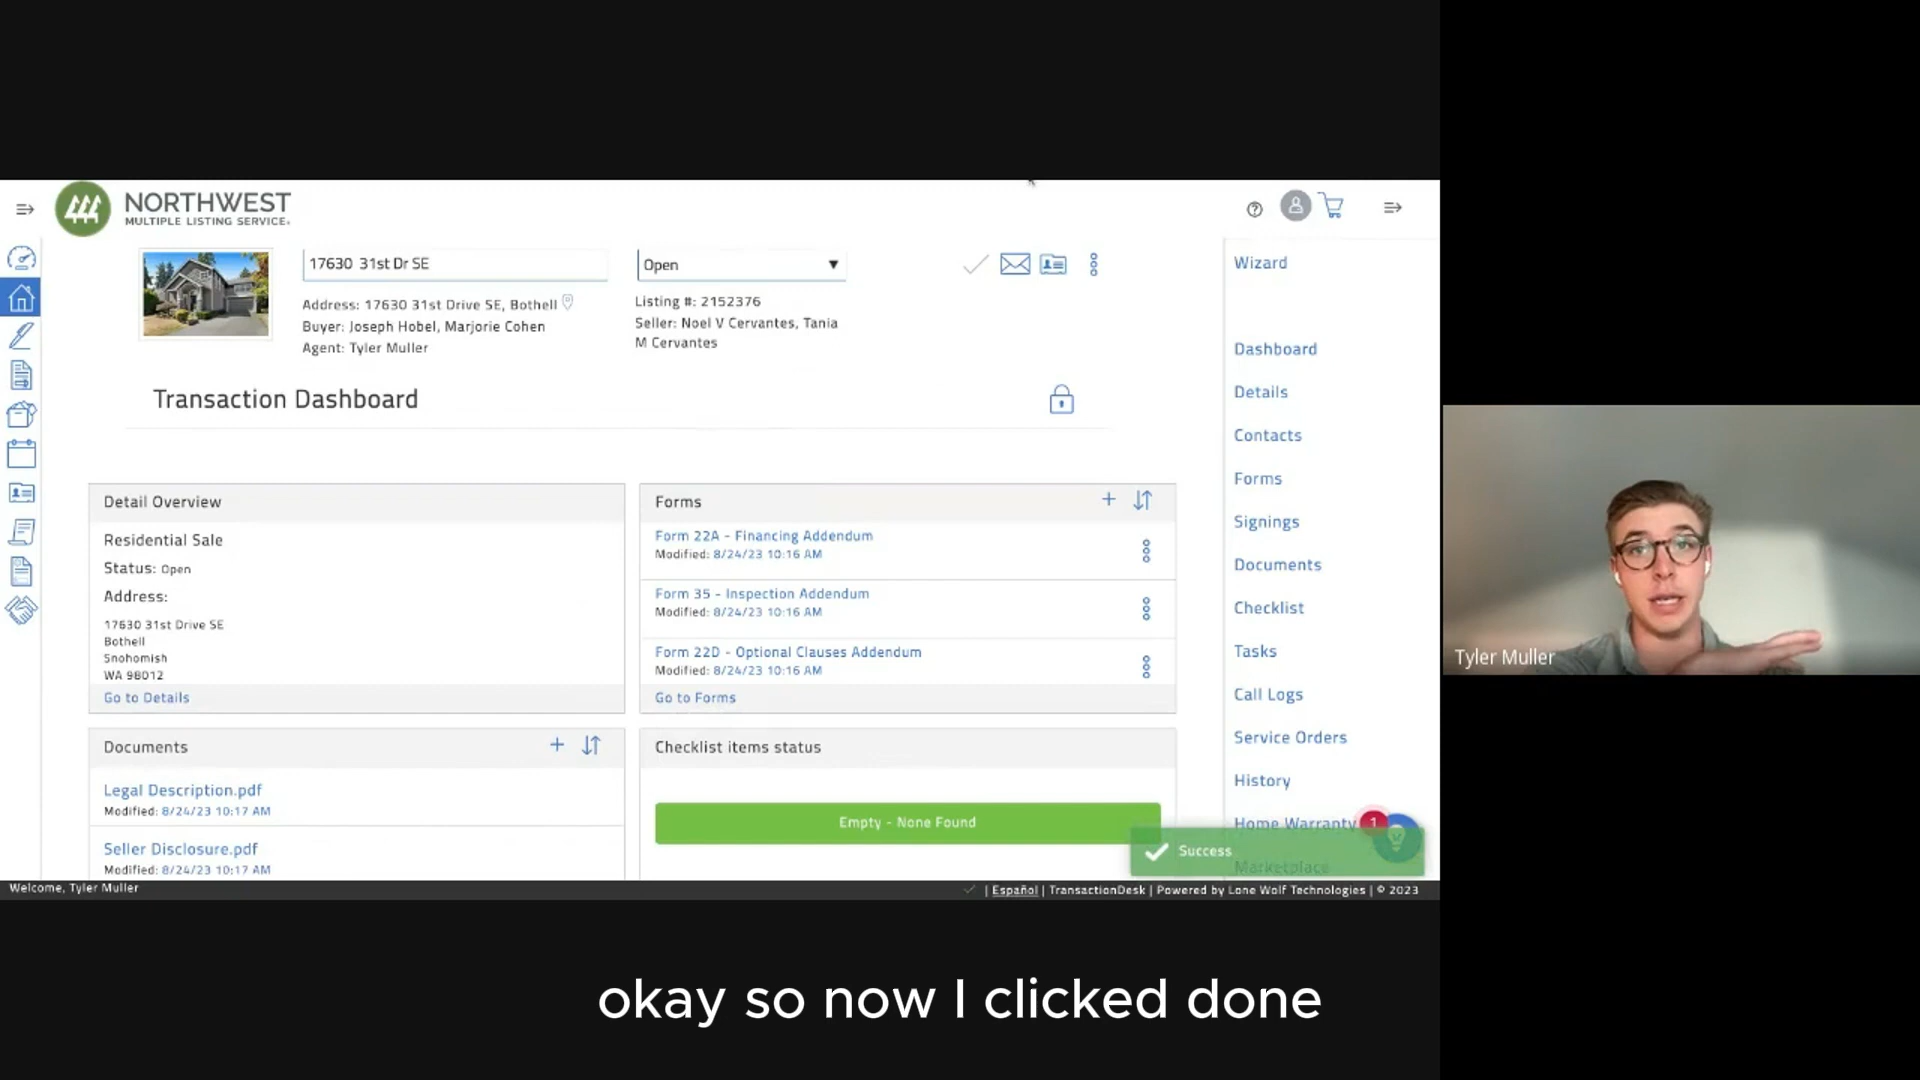 NORTHWEST
MULTIPLE LISTING SERVICE
17630 31st Dr SE
Open
Address: 17630 31st Drive SE, Bothell
Buyer: Joseph Hobel, Marjorie Cohen
Agent: Tyler Muller
Listing #: 2152376
Seller: Noel V Cervantes, Tania
M Cervantes
Wizard
Transaction Dashboard
Dashboard
Details
Contacts
Forms
Signings
Documents
Checklist
Tasks
Call Logs
Service Orders
History
Home Warranty
1
Marketplace
Detail Overview
Residential Sale
Status: Open
Address:
17630 31st Drive SE
Bothell
Snohomish
WA 98012
Go to Details
Forms
Form 22A - Financing Addendum
Modified: 8/24/23 10:16 AM
Form 35 - Inspection Addendum
Modified: 8/24/23 10:16 AM
Form 22D - Optional Clauses Addendum
Modified: 8/24/23 10:16 AM
Go to Forms
Documents
Legal Description.pdf
Modified: 8/24/23 10:17 AM
Seller Disclosure.pdf
Modified: 8/24/23 10:17 AM
Checklist items status
Empty - None Found
Success
Welcome, Tyler Muller
| Español | TransactionDesk | Powered by Lone Wolf Technologies | © 2023
Tyler Muller
okay so now I clicked done